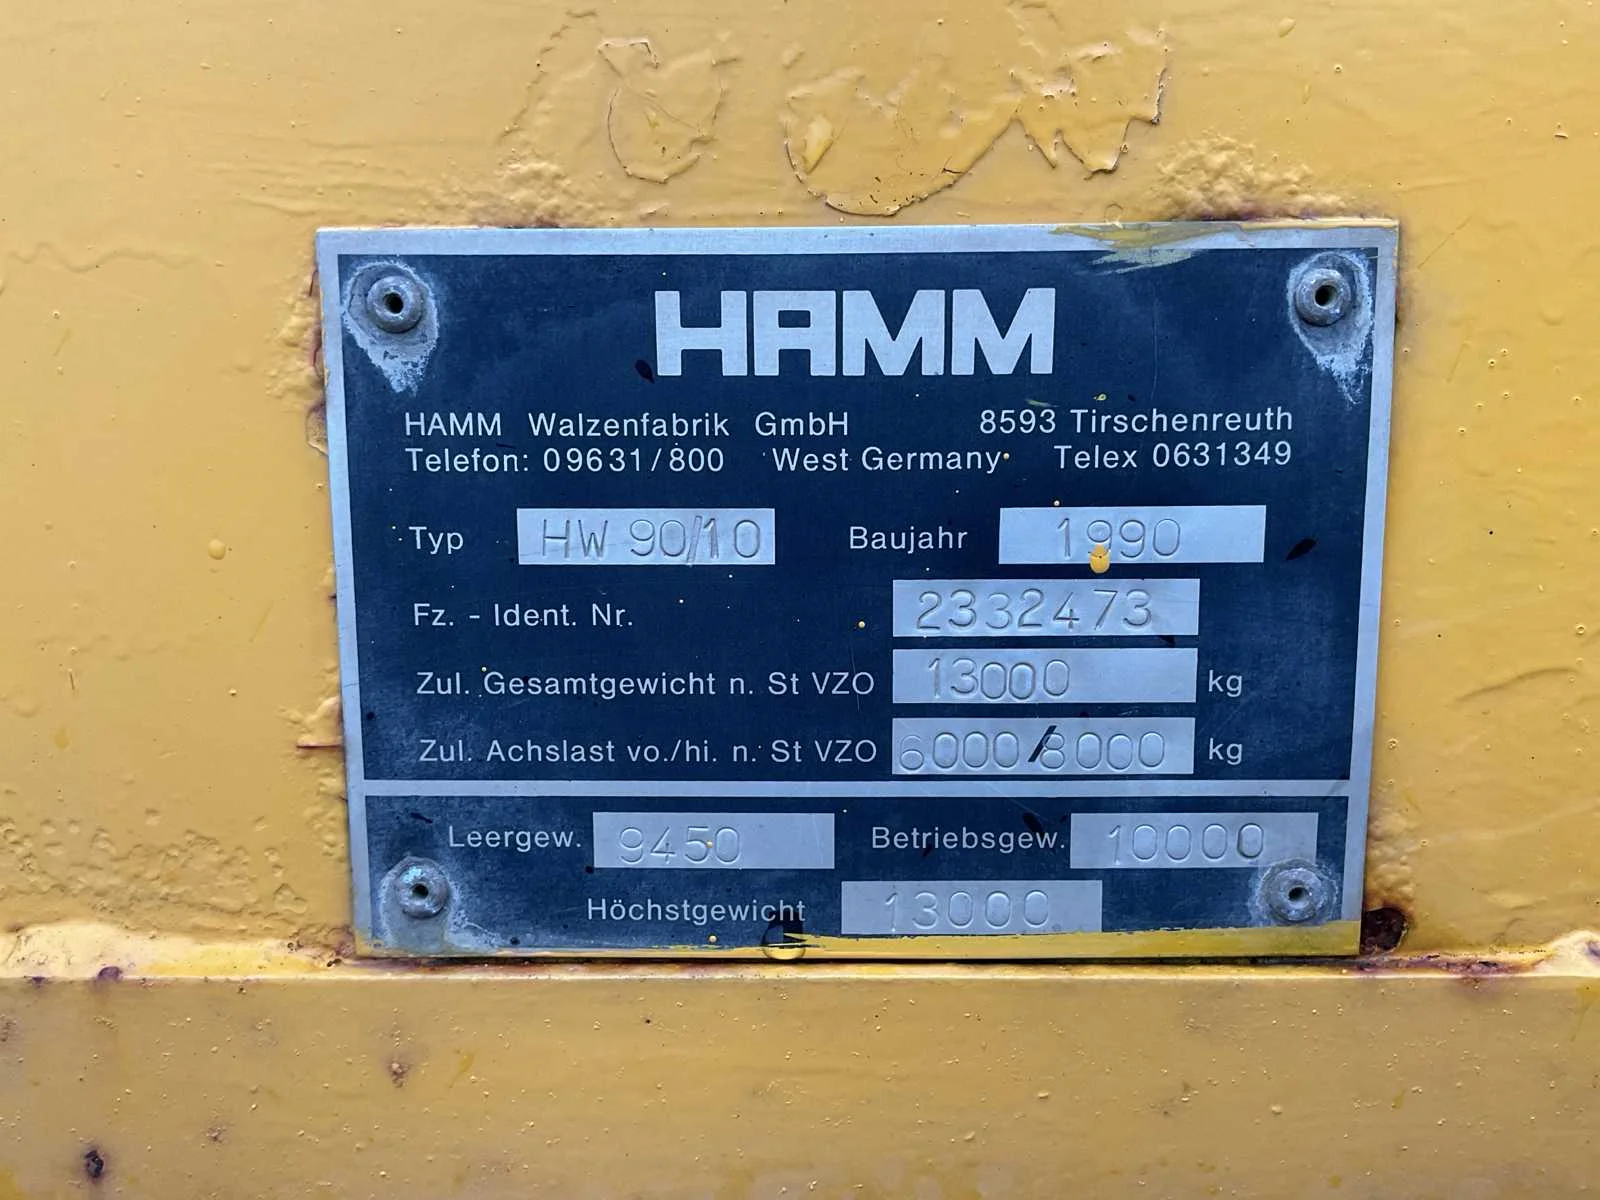 HAMM
HAMM Walzenfabrik GmbH 8593 Tirschenreuth
Telefon: 09631/800 West Germany Telex 0631349
Typ HW 90/10 Baujahr 1990
Fz. - Ident. Nr. 2332473
Zul. Gesamtgewicht n. St VZO 13000 kg
Zul. Achslast vo./hi. n. St VZO 6000/8000 kg
Leergew. 9450 Betriebsgew. 10000
Höchstgewicht 13000